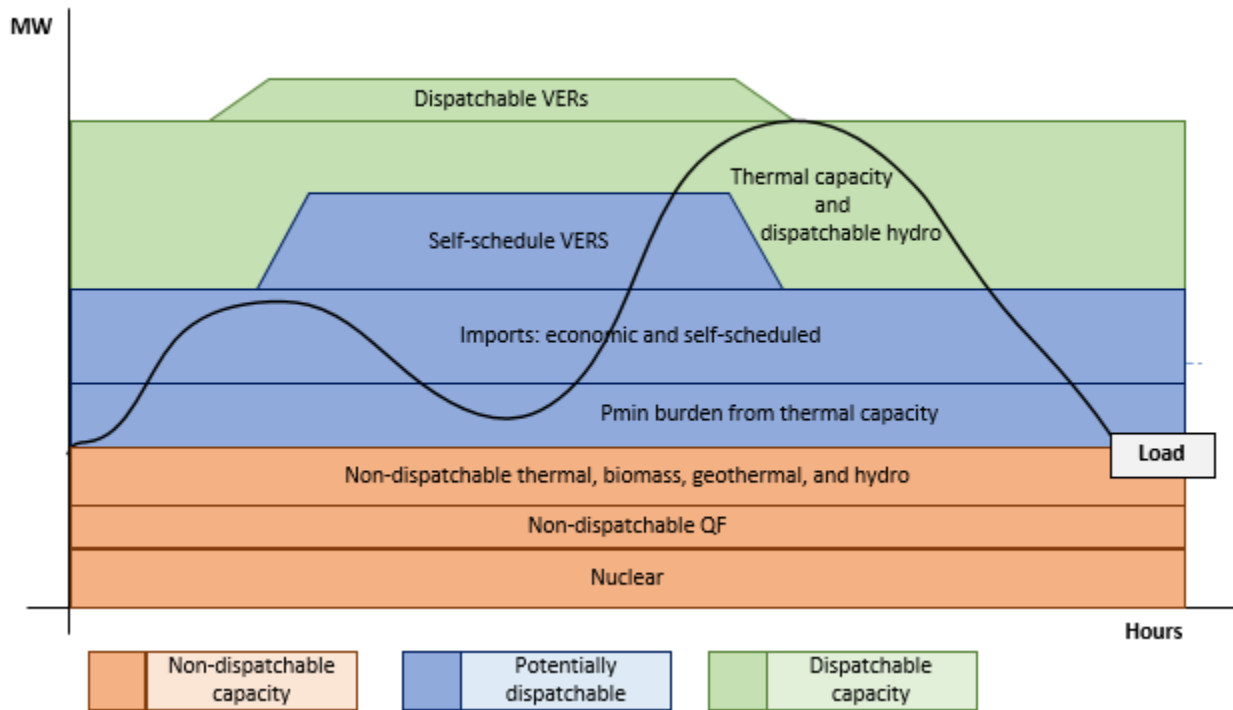 MW
Dispatchable VERs
Thermal capacity
and
dispatchable hydro
Self-schedule VERS
Imports: economic and self-scheduled
Pmin burden from thermal capacity
Load
Non-dispatchable thermal, biomass, geothermal, and hydro
Non-dispatchable QF
Nuclear
Hours
Non-dispatchable
capacity
Potentially
dispatchable
Dispatchable
capacity